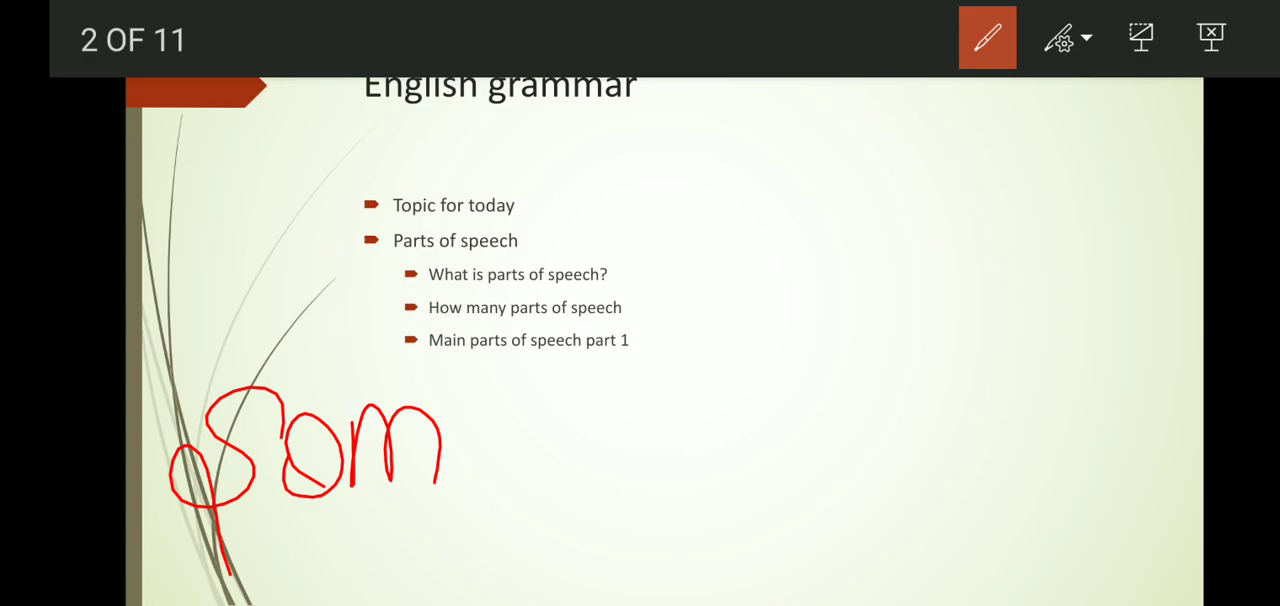 2 OF 11
English grammar
Topic for today
Parts of speech
What is parts of speech?
How many parts of speech
Main parts of speech part 1
Som